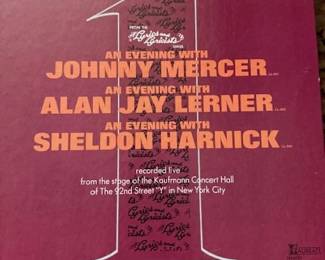 FROM THE
Lyrics and
Lyricists
SERIES
AN EVENING WITH
JOHNNY MERCER
AN EVENING WITH
ALAN JAY LERNER
AN EVENING WITH
SHELDON HARNICK
recorded live
from the stage of the Kaufmann Concert Hall
of The 92nd Street "Y" in New York City